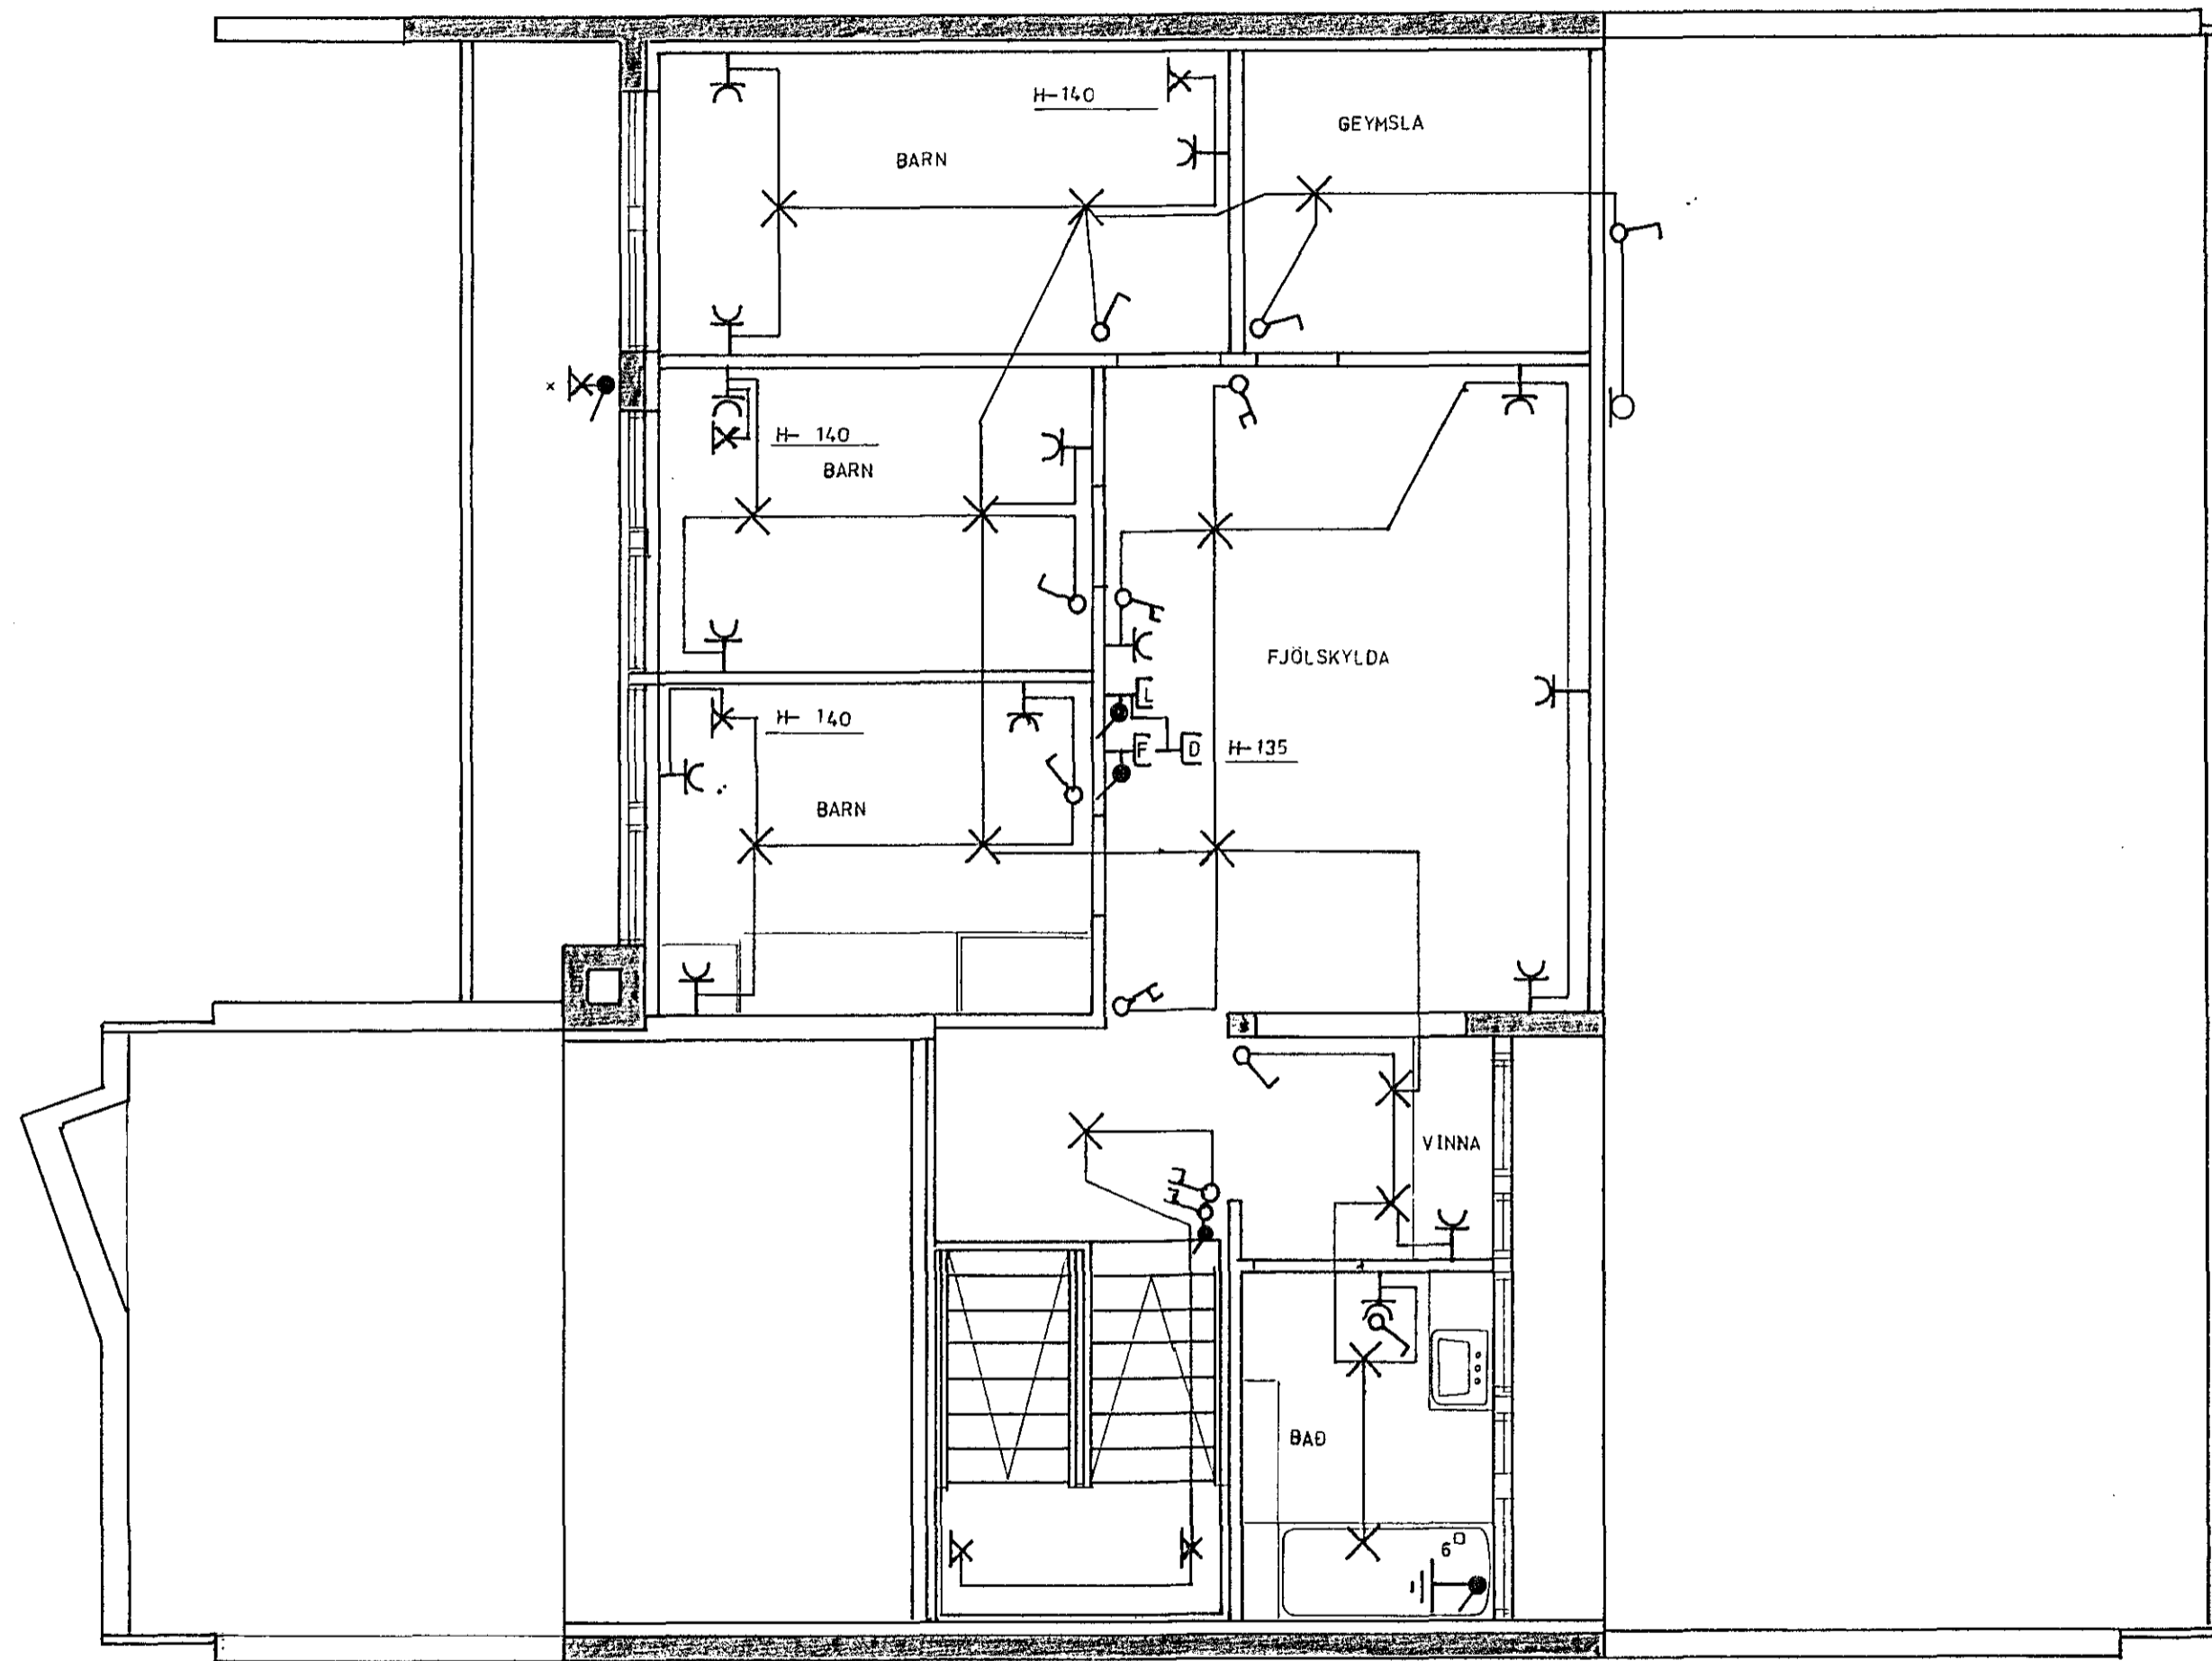 H-140
GEYMSLA
BARN
x
H- 140
BARN
FJÖLSKYLDA
L
H- 140
F
D
H-135
BARN
VINNA
BAÐ
6□